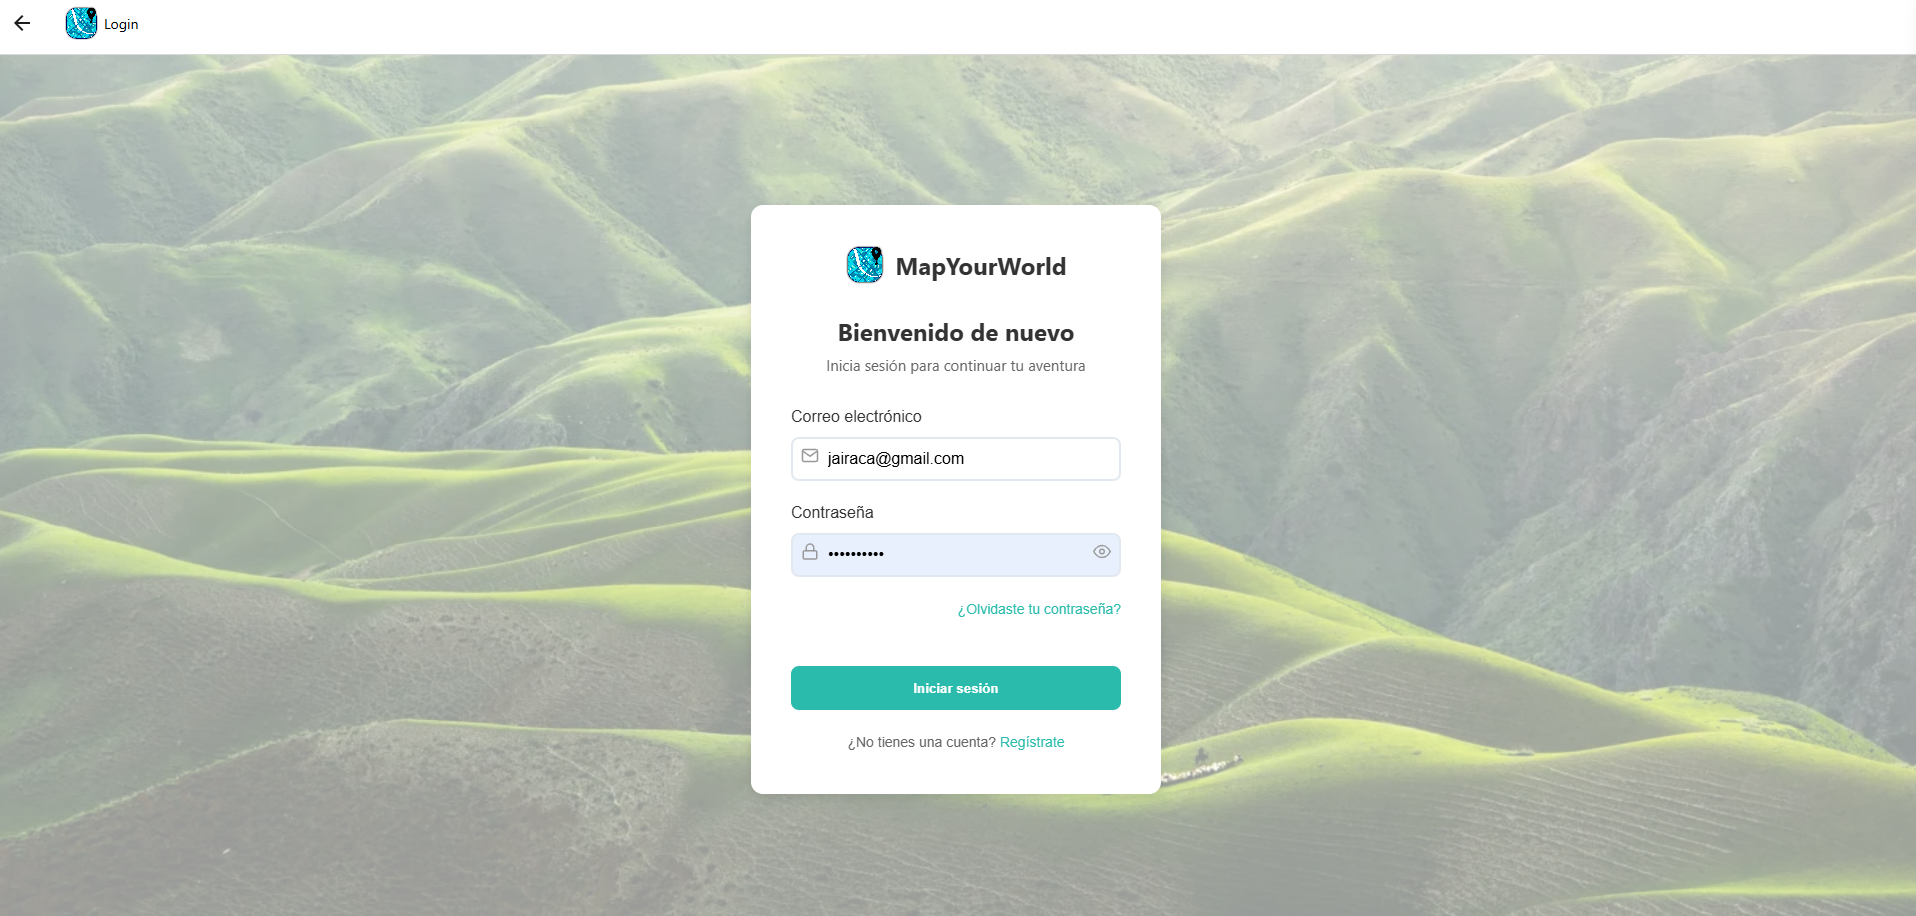 Login
MapYourWorld
Bienvenido de nuevo
Inicia sesión para continuar tu aventura
Correo electrónico
jairaca@gmail.com
Contraseña
••••••••••
¿Olvidaste tu contraseña?
Iniciar sesión
¿No tienes una cuenta? Regístrate